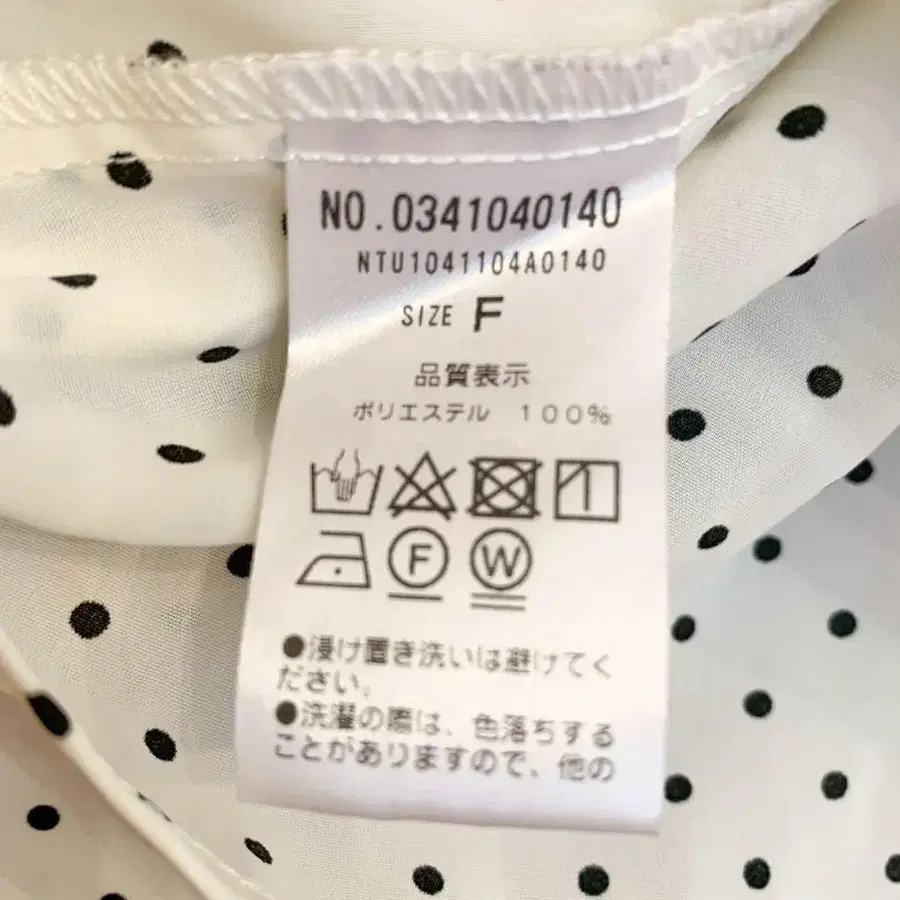 NO.0341040140
NTU1041104A0140
SIZE F
品質表示
ポリエステル 100%
F W
●浸け置き洗いは避けてく
ださい。
●洗濯の際は、色落ちする
ことがありますので、他の